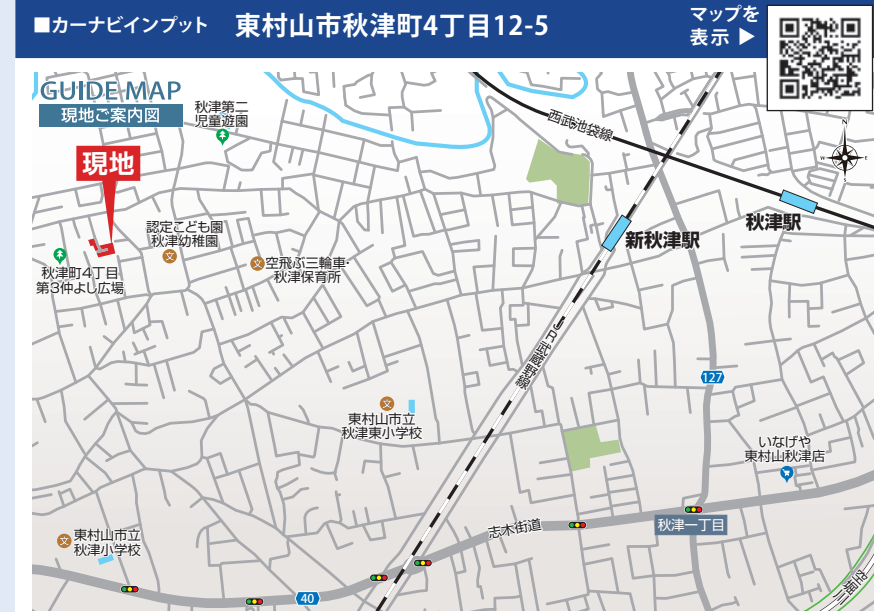 ■カーナビインプット 東村山市秋津町4丁目12-5
マップを
表示 ▶
GUIDE MAP
現地ご案内図
秋津第二
児童遊園
現地
西武池袋線
N
W
E
S
認定こども園
秋津幼稚園
文
秋津駅
新秋津駅
文
空飛ぶ三輪車・
秋津保育所
秋津町4丁目
第3仲よし広場
JR武蔵野線
127
文
東村山市立
秋津東小学校
いなげや
東村山秋津店
志木街道
秋津一丁目
文
東村山市立
秋津小学校
40
空堀川